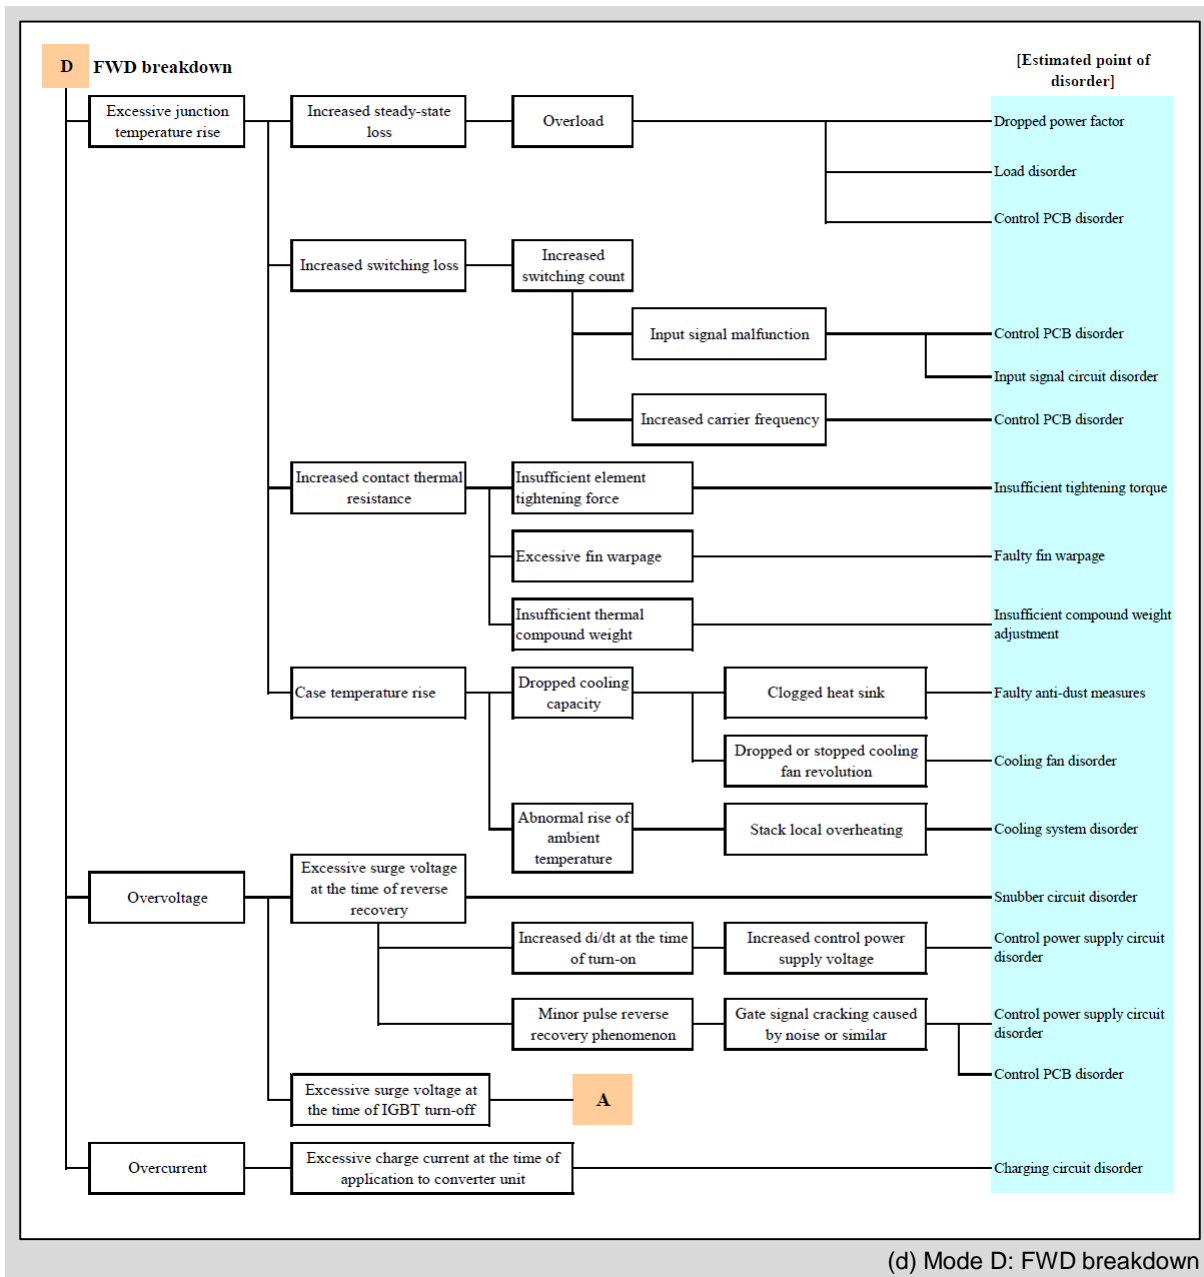 D FWD breakdown
[Estimated point of
disorder]
Excessive junction
temperature rise
Increased steady-state
loss
Overload
Dropped power factor
Load disorder
Control PCB disorder
Increased switching loss
Increased
switching count
Input signal malfunction
Control PCB disorder
Input signal circuit disorder
Increased carrier frequency
Control PCB disorder
Increased contact thermal
resistance
Insufficient element
tightening force
Insufficient tightening torque
Excessive fin warpage
Faulty fin warpage
Insufficient thermal
compound weight
Insufficient compound weight
adjustment
Case temperature rise
Dropped cooling
capacity
Clogged heat sink
Faulty anti-dust measures
Dropped or stopped cooling
fan revolution
Cooling fan disorder
Abnormal rise of
ambient
temperature
Stack local overheating
Cooling system disorder
Overvoltage
Excessive surge voltage
at the time of reverse
recovery
Snubber circuit disorder
Increased di/dt at the time
of turn-on
Increased control power
supply voltage
Control power supply circuit
disorder
Minor pulse reverse
recovery phenomenon
Gate signal cracking caused
by noise or similar
Control power supply circuit
disorder
Control PCB disorder
Excessive surge voltage at
the time of IGBT turn-off
A
Overcurrent
Excessive charge current at the time of
application to converter unit
Charging circuit disorder
(d) Mode D: FWD breakdown